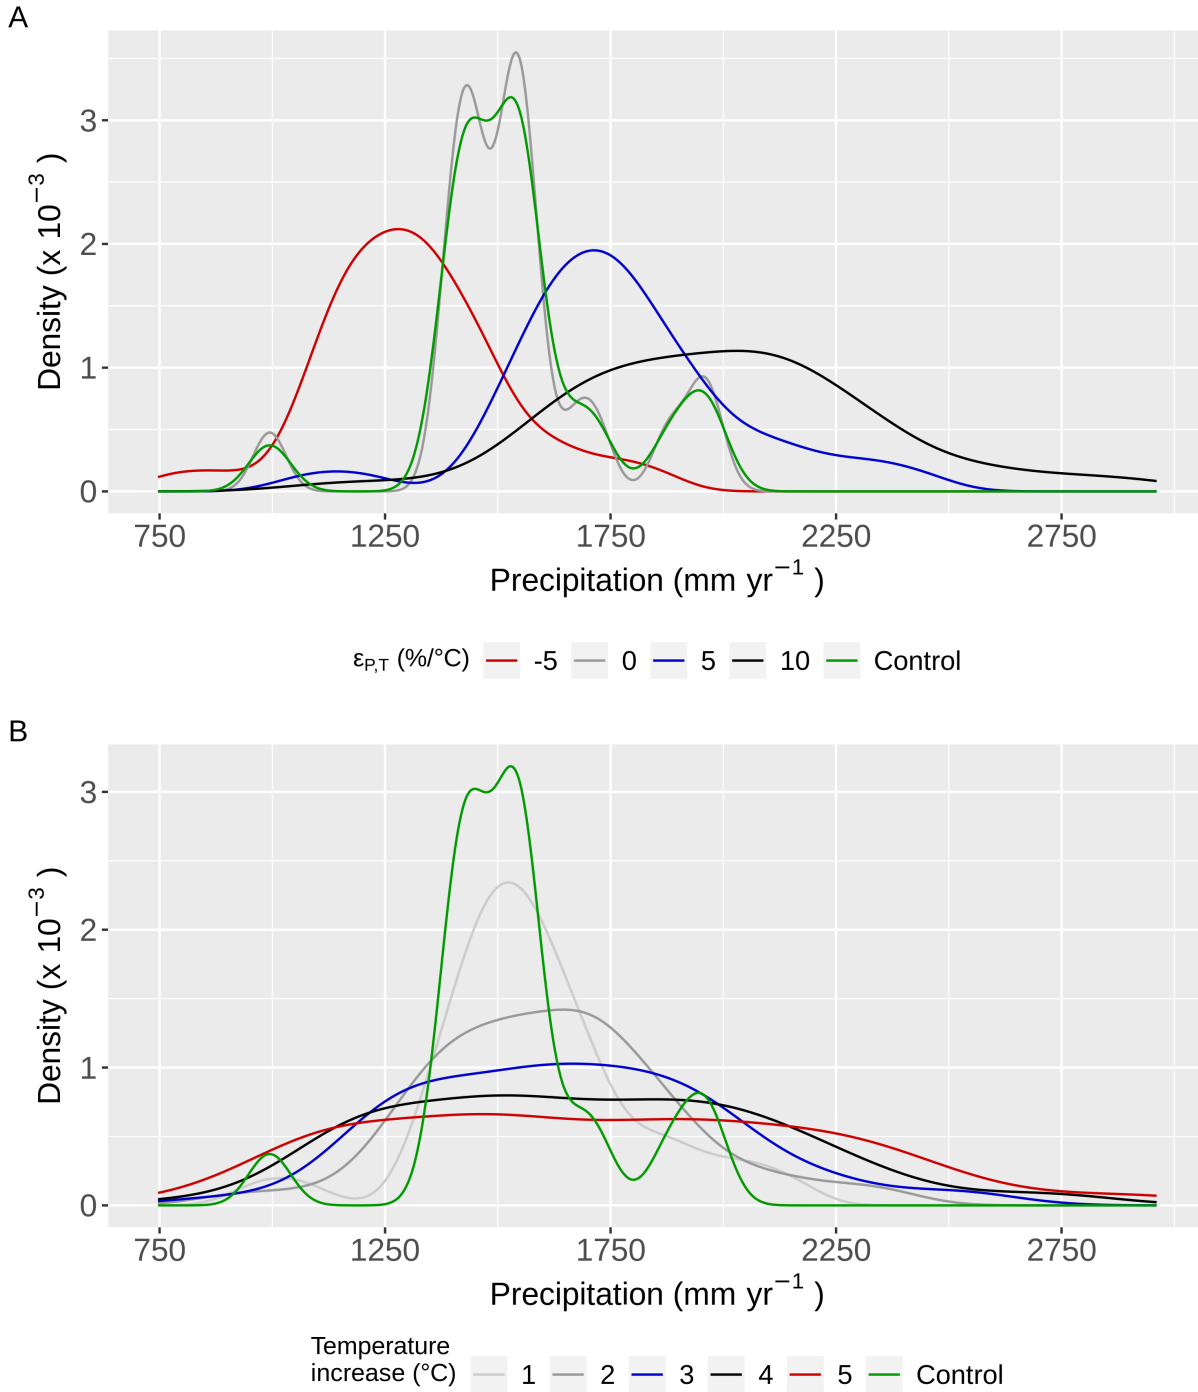 A
3
2
1
0
Density (x 10⁻³)
750 1250 1750 2250 2750
Precipitation (mm yr⁻¹)
ε_P,T (%/°C) -5 0 5 10 Control
B
3
2
1
0
Density (x 10⁻³)
750 1250 1750 2250 2750
Precipitation (mm yr⁻¹)
Temperature
increase (°C) 1 2 3 4 5 Control